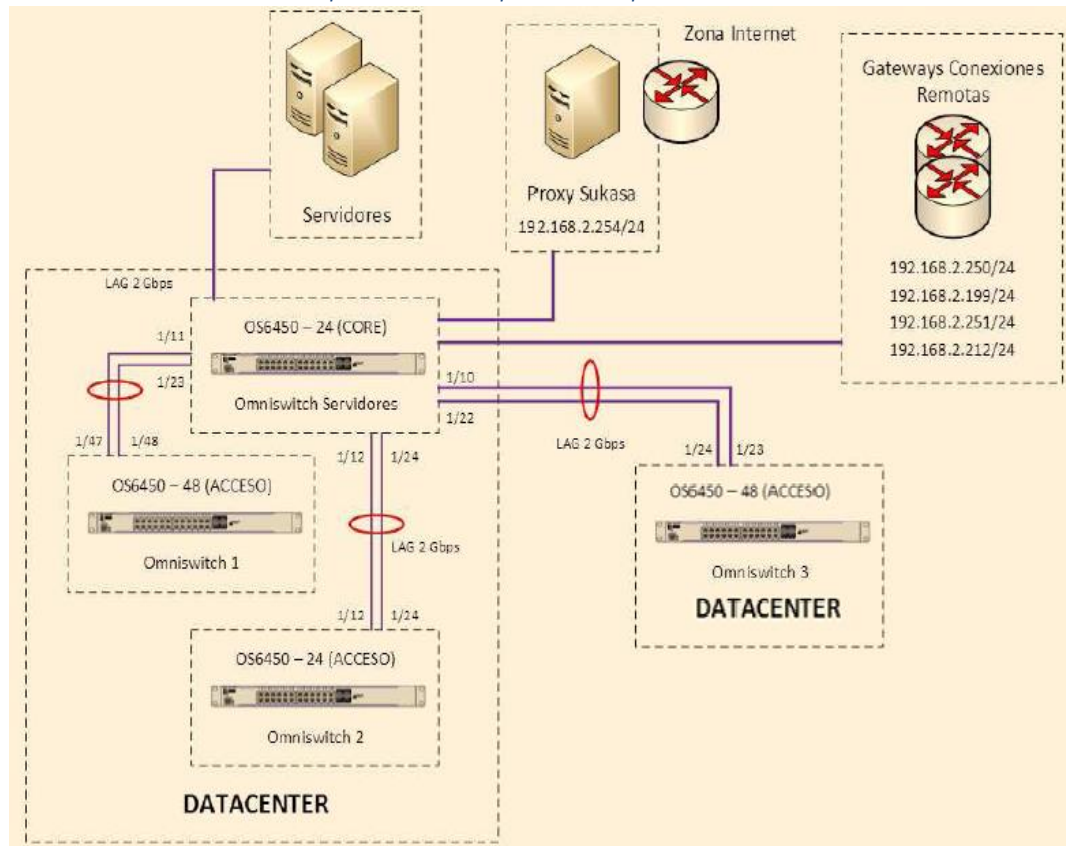 Zona Internet
Gateways Conexiones
Remotas
Servidores
Proxy Sukasa
192.168.2.254/24
192.168.2.250/24
192.168.2.199/24
192.168.2.251/24
192.168.2.212/24
LAG 2 Gbps
OS6450 – 24 (CORE)
Omniswitch Servidores
1/11
1/23
1/10
1/22
1/47
1/48
1/12
1/24
LAG 2 Gbps
1/24
1/23
OS6450 – 48 (ACCESO)
Omniswitch 1
LAG 2 Gbps
OS6450 – 48 (ACCESO)
Omniswitch 3
DATACENTER
1/12
1/24
OS6450 – 24 (ACCESO)
Omniswitch 2
DATACENTER